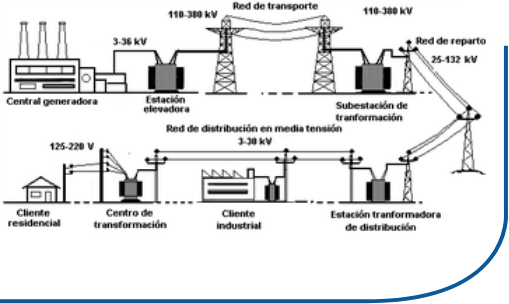 110-380 kV
Red de transporte
110-380 kV
3-36 kV
Red de reparto
25-132 kV
Central generadora
Estación
elevadora
Subestación de
tranformación
Red de distribución en media tensión
3-30 kV
125-220 V
Cliente
residencial
Centro de
transformación
Cliente
industrial
Estación tranformadora
de distribución